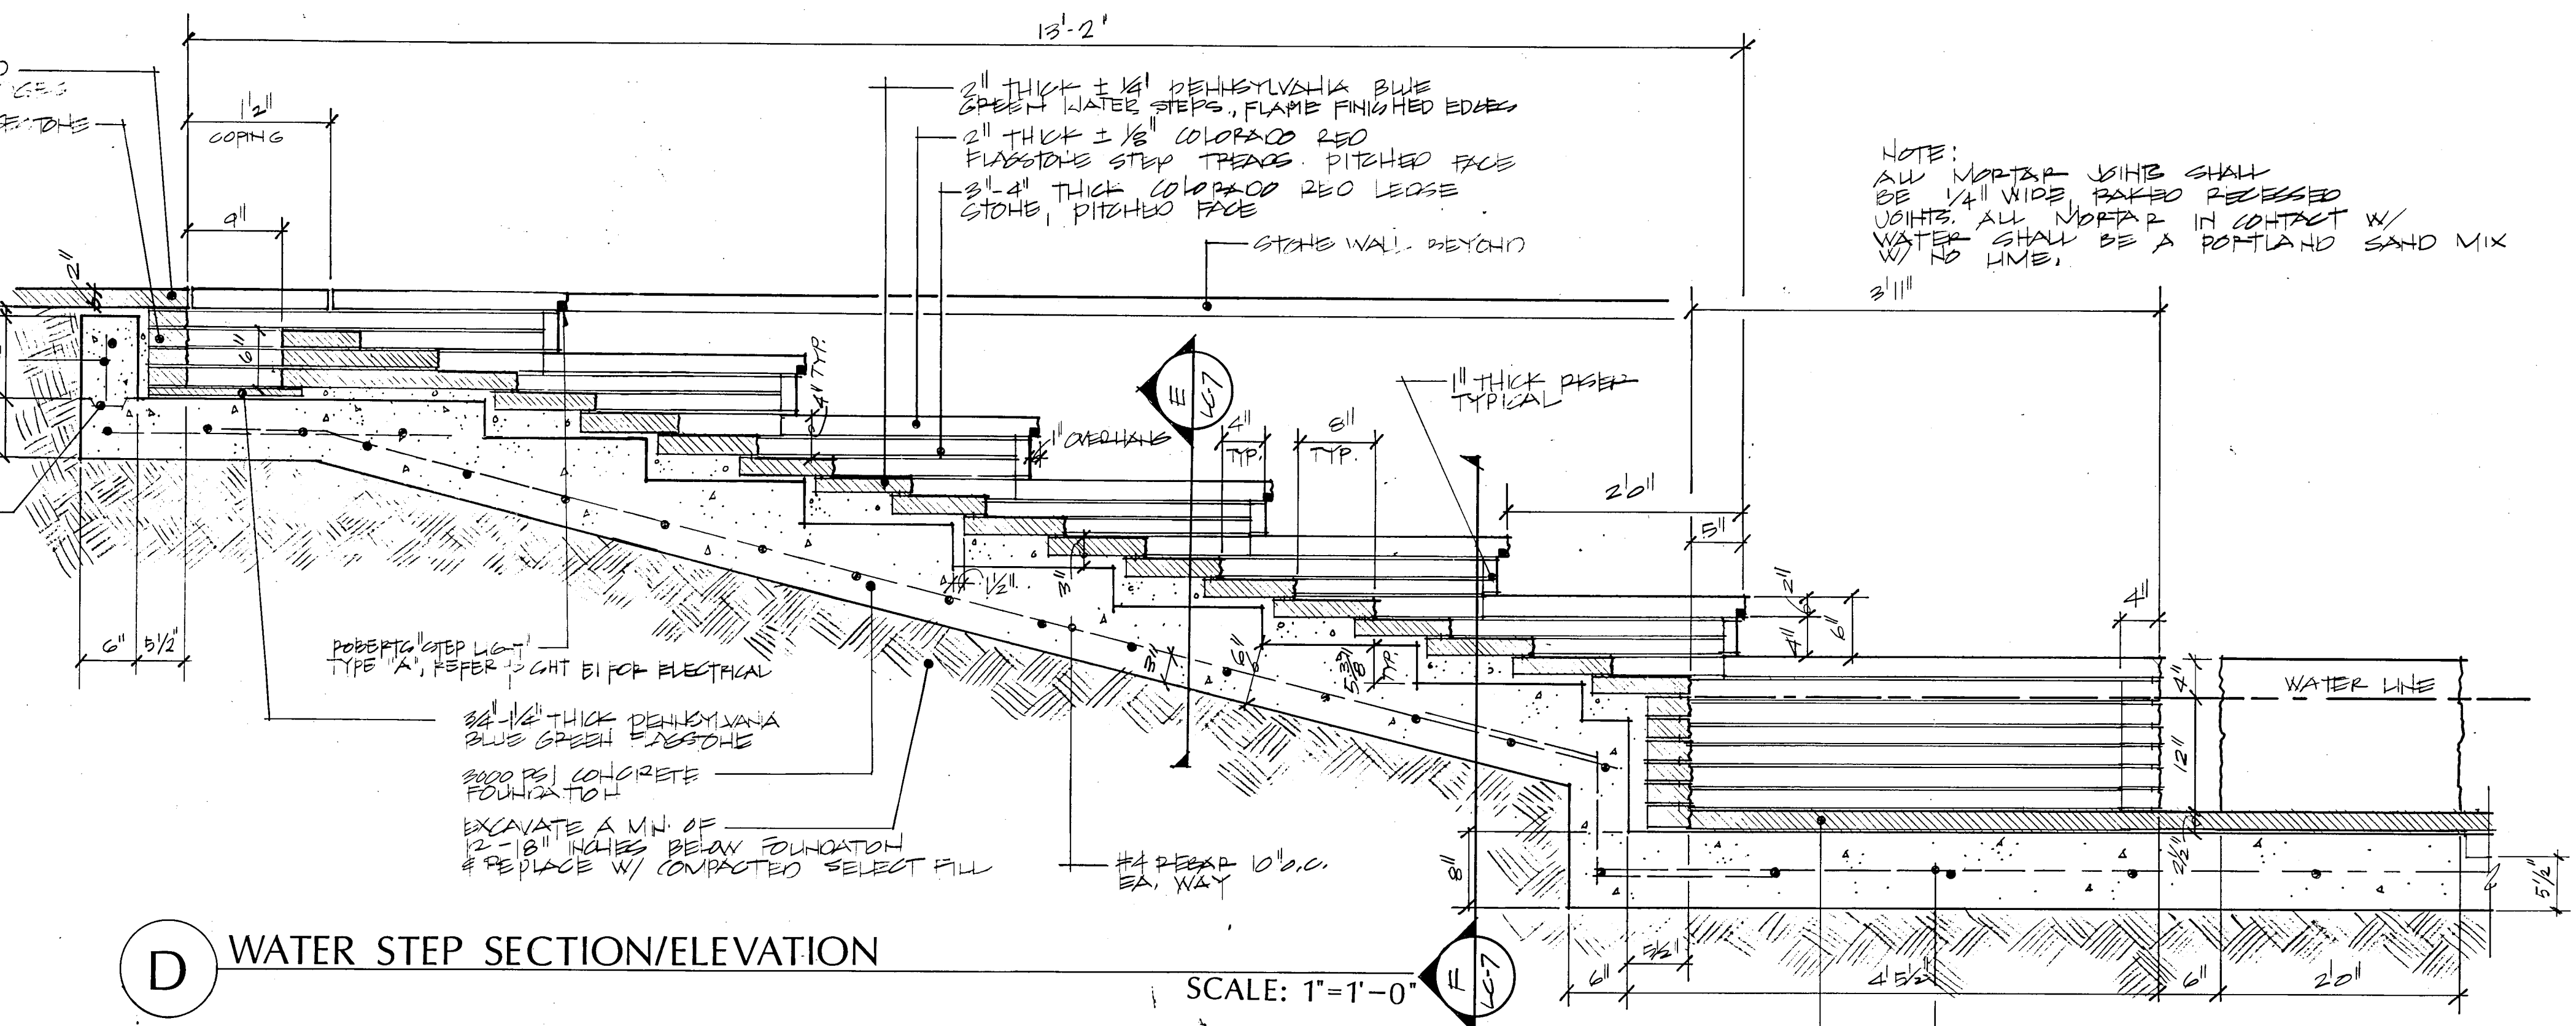 13'-2"
1'2"
COPING
9"
2"
6"
2" THICK ± 1/4" PENNSYLVANIA BLUE
GREEN WATER STEPS., FLAME FINISHED EDGES
2" THICK ± 1/8" COLORADO RED
FLAGSTONE STEP TREADS. PITCHED FACE
3"-4" THICK COLORADO RED LEDGE
STONE, PITCHED FACE
STONE WALL BEYOND
NOTE:
ALL MORTAR JOINTS SHALL
BE 1/4" WIDE, RAKED RECESSED
JOINTS. ALL MORTAR IN CONTACT W/
WATER SHALL BE A PORTLAND SAND MIX
W/ NO LIME.
3'11"
4" TYP.
1" OVERHANG
E
LC-7
4"
TYP.
8"
TYP.
1" THICK RISER
TYPICAL
2'0"
5"
2"
4"
6"
4"
3"
1 1/2"
3"
6"
5 3/8"
TYP.
4"
WATER LINE
12"
2 1/2"
8"
5 1/2"
6"
5 1/2"
ROBERTS "STEP LIGHT"
TYPE "A", REFER LIGHT E1 FOR ELECTRICAL
3/4"-1/4" THICK PENNSYLVANIA
BLUE GREEN FLAGSTONE
3000 PSI CONCRETE
FOUNDATION
EXCAVATE A MIN. OF
12-18" INCHES BELOW FOUNDATION
& REPLACE W/ COMPACTED SELECT FILL
#4 REBAR 10" O.C.
EA. WAY
6"
5 1/2"
4'5 1/2"
6"
2'0"
D
WATER STEP SECTION/ELEVATION
SCALE: 1"=1'-0"
F
LC-7